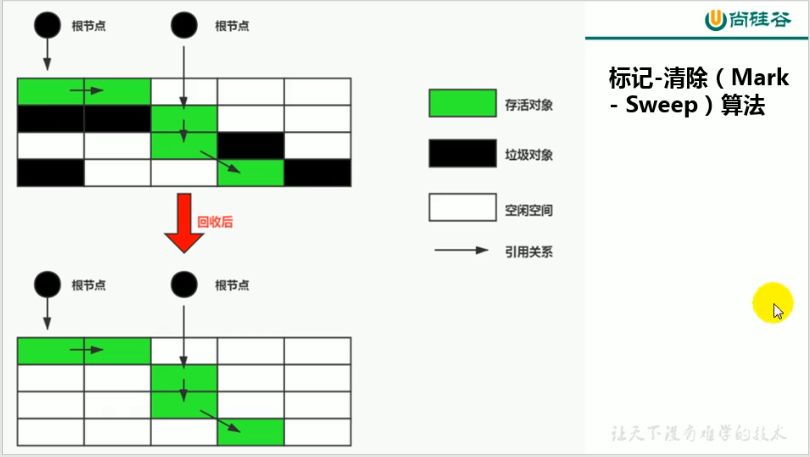 尚硅谷
标记-清除（Mark
- Sweep）算法
根节点
根节点
存活对象
垃圾对象
空闲空间
引用关系
回收后
根节点
根节点
让天下没有难学的技术